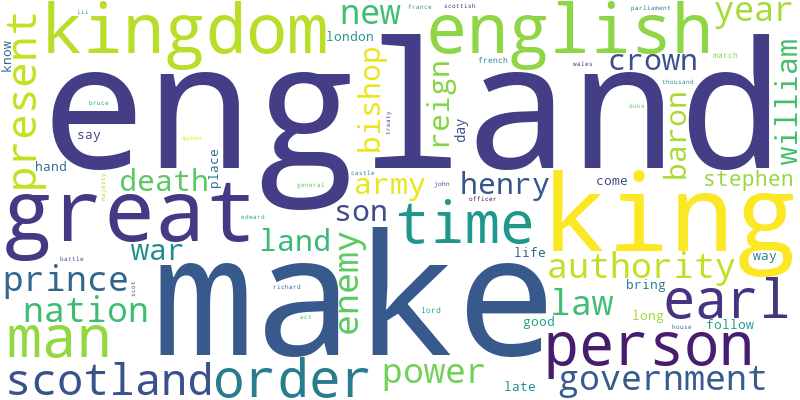 kingdom
new
france
scottish
iii
parliament
year
english
london
know
present
england
french
wales
crown
march
thousand
bishop
reign
day
treaty
baron
william
bruce
say
queen
hand
place
death
majesty
general
castle
army
john
henry
officer
come
stephen
duke
great
edward
son
time
king
land
war
enemy
life
way
battle
prince
scot
make
authority
bring
earl
nation
richard
act
lord
good
law
long
follow
man
person
house
scotland
order
power
late
government